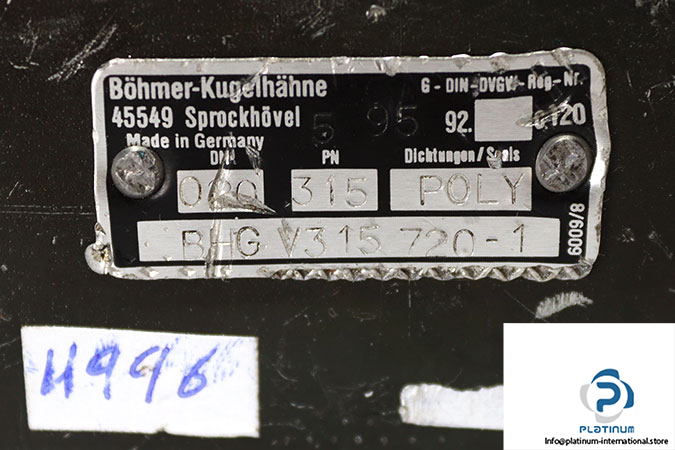 Böhmer-Kugelhähne
G-DIN-DVGW-Reg-Nr.
45549 Sprockhövel 5 95
92.
Made in Germany
DN PN Dichtungen/Seals
315 POLY
BHG V315 720-1
6009/8
11996
PLATINUM
info@platinum-international.store